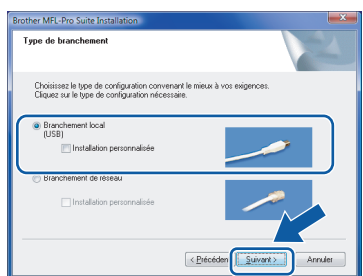 Brother MFL-Pro Suite Installation
Type de branchement
Choisissez le type de configuration convenant le mieux à vos exigences.
Cliquez sur le type de configuration nécessaire.
Branchement local
(USB)
Installation personnalisée
Branchement de réseau
Installation personnalisée
< Précéden Suivant > Annuler